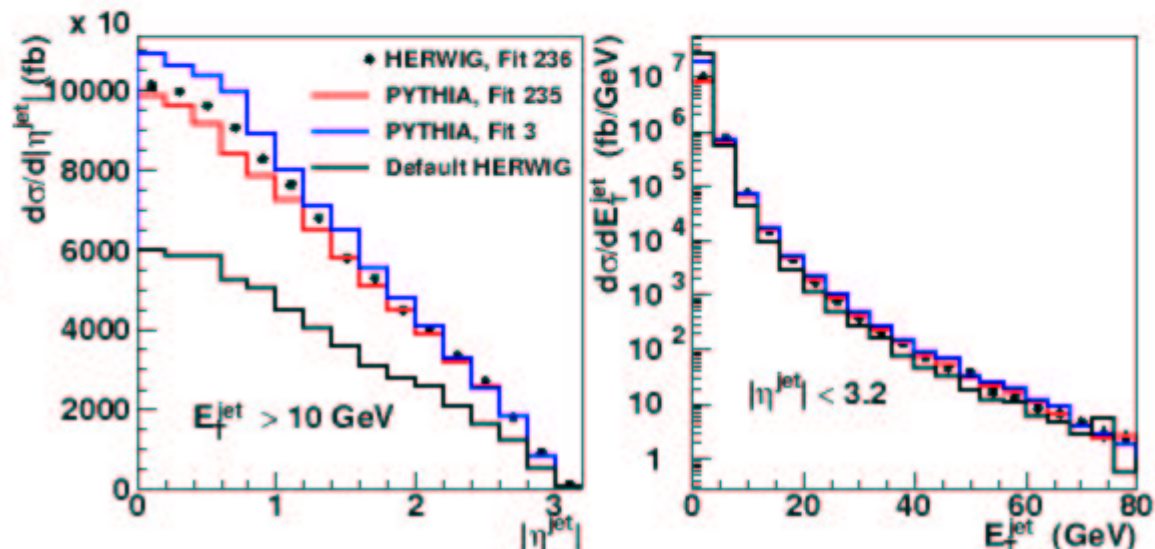 x 10
dσ/d|η^jet| (fb)
10000
8000
6000
4000
2000
0
HERWIG, Fit 236
PYTHIA, Fit 235
PYTHIA, Fit 3
Default HERWIG
E_T^jet > 10 GeV
0 1 2 3
|η^jet|
dσ/dE_T^jet (fb/GeV)
10^7
10^6
10^5
10^4
10^3
10^2
10
1
|η^jet| < 3.2
0 20 40 60 80
E_T^jet (GeV)